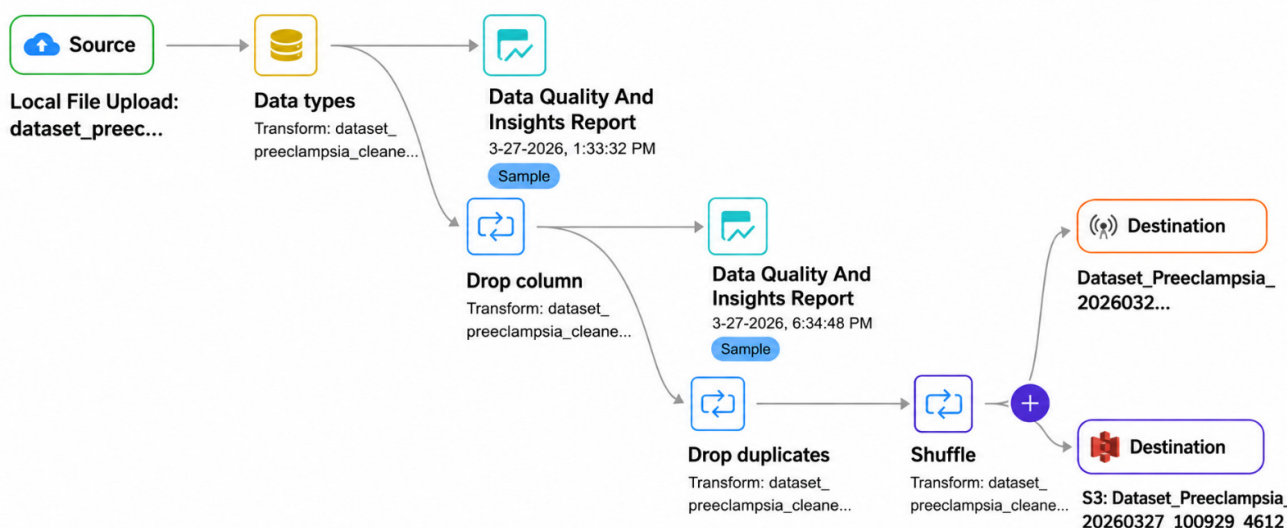 Source
Local File Upload:
dataset_preec...
Data types
Transform: dataset_
preeclampsia_cleane...
Data Quality And
Insights Report
3-27-2026, 1:33:32 PM
Sample
Drop column
Transform: dataset_
preeclampsia_cleane...
Data Quality And
Insights Report
3-27-2026, 6:34:48 PM
Sample
Drop duplicates
Transform: dataset_
preeclampsia_cleane...
Shuffle
Transform: dataset_
preeclampsia_cleane...
Destination
Dataset_Preeclampsia_
2026032...
Destination
S3: Dataset_Preeclampsia_
20260327_100929_4612